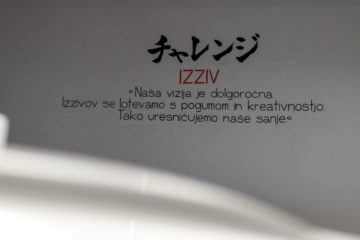 チャレンジ
IZZIV
»Naša vizija je dolgoročna.
Izzivov se lotevamo s pogumom in kreativnostjo.
Tako uresničujemo naše sanje.«